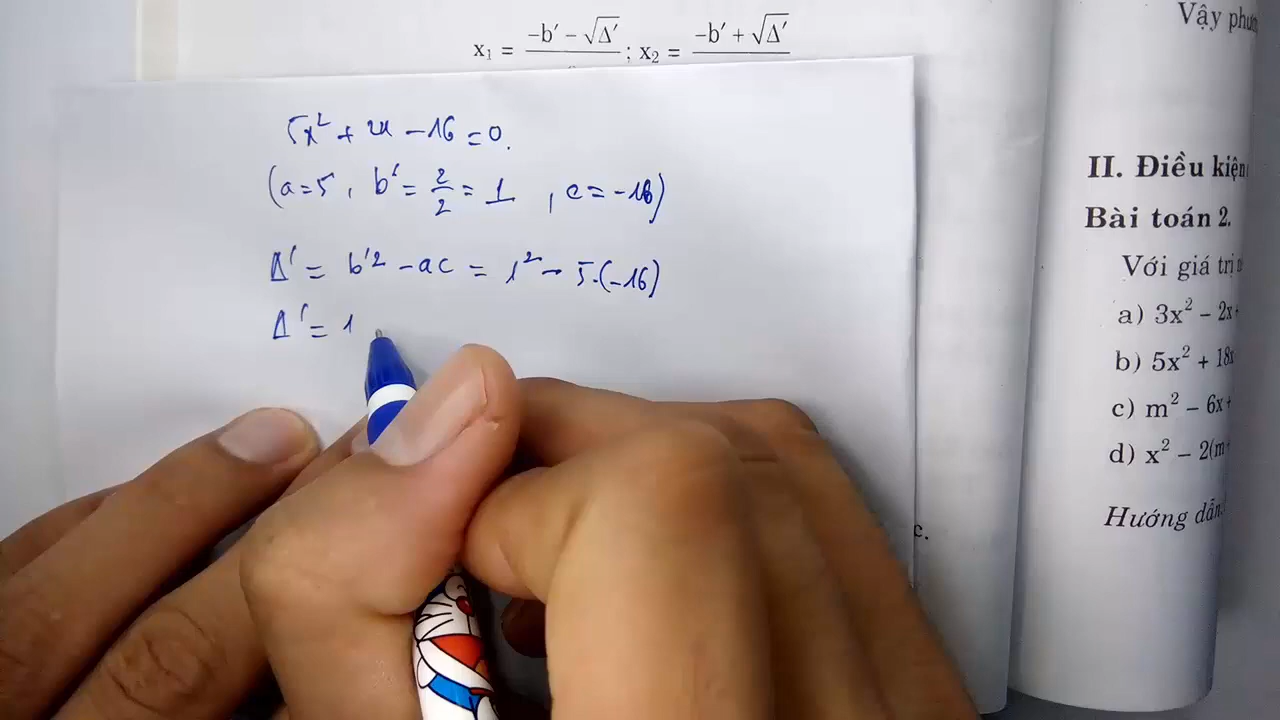 x₁ = (-b′ - √Δ′)/ ; x₂ = (-b′ + √Δ′)/
5x² + 2x - 16 = 0.
(a = 5 , b' = 2/2 = 1 , c = -16)
Δ' = b'2 - ac = 1² - 5.(-16)
Δ' = 1
c.
Vậy
II. Điều kiện
Bài toán 2.
Với giá trị
a) 3x² - 2x
b) 5x² + 18x
c) m² - 6x +
d) x² - 2(m
Hướng dẫn